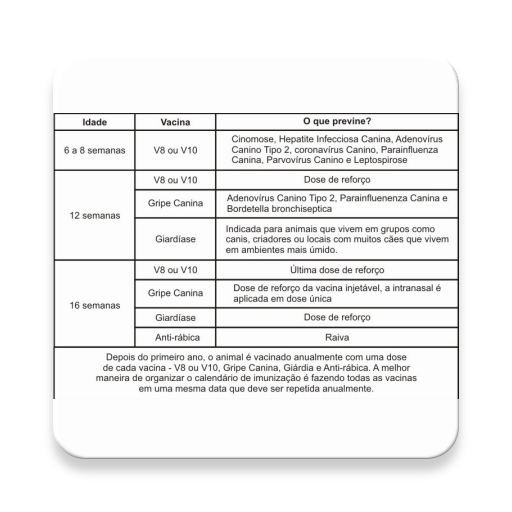 Idade Vacina O que previne?
6 a 8 semanas V8 ou V10 Cinomose, Hepatite Infecciosa Canina, Adenovírus
Canino Tipo 2, coronavírus Canino, Parainfluenza
Canina, Parvovírus Canino e Leptospirose
12 semanas
V8 ou V10 Dose de reforço
Gripe Canina Adenovírus Canino Tipo 2, Parainfluenenza Canina e
Bordetella bronchiseptica
Giardíase Indicada para animais que vivem em grupos como
canis, criadores ou locais com muitos cães que vivem
em ambientes mais úmido.
16 semanas
V8 ou V10 Última dose de reforço
Gripe Canina Dose de reforço da vacina injetável, a intranasal é
aplicada em dose única
Giardíase Dose de reforço
Anti-rábica Raiva
Depois do primeiro ano, o animal é vacinado anualmente com uma dose
de cada vacina - V8 ou V10, Gripe Canina, Giárdia e Anti-rábica. A melhor
maneira de organizar o calendário de imunização é fazendo todas as vacinas
em uma mesma data que deve ser repetida anualmente.